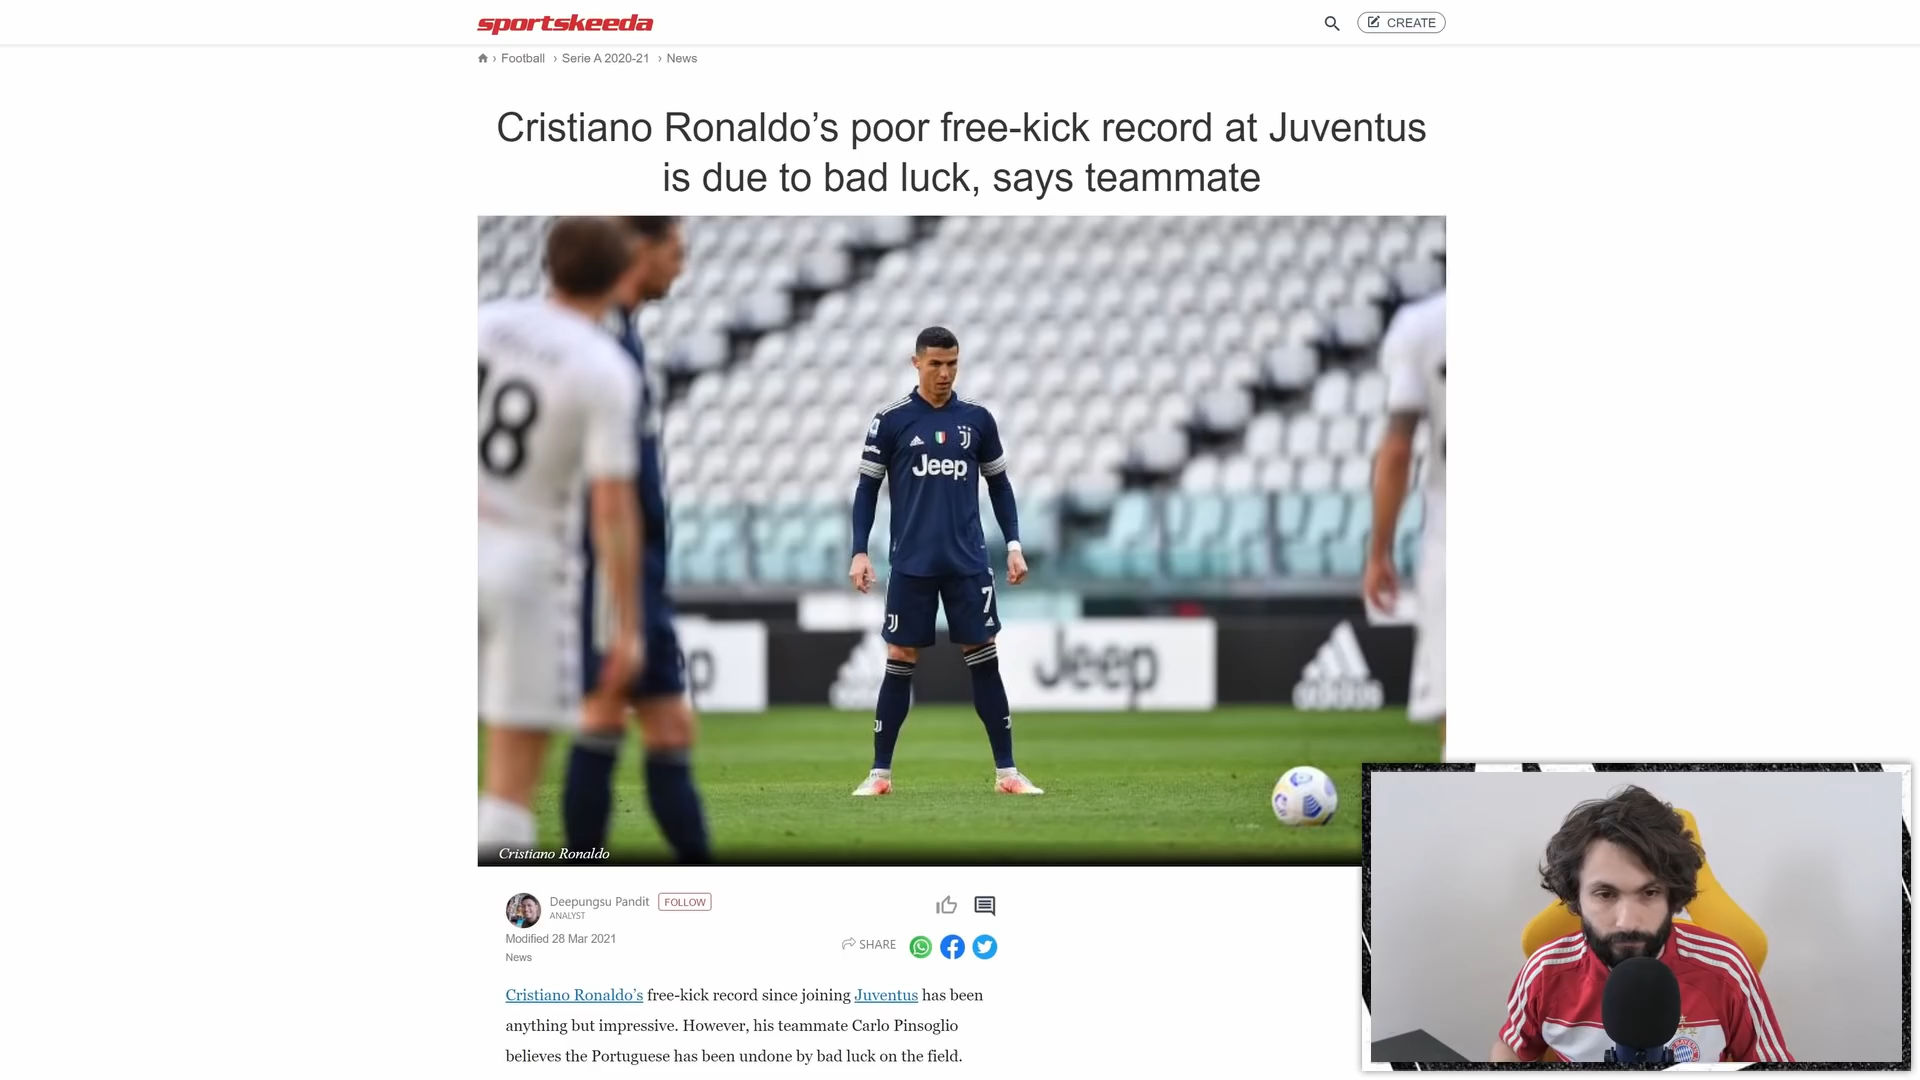 sportskeeda
CREATE
Football › Serie A 2020-21 › News
Cristiano Ronaldo’s poor free-kick record at Juventus
is due to bad luck, says teammate
8
Jeep
7
Jeep
adidas
Cristiano Ronaldo
Deepungsu Pandit FOLLOW
ANALYST
Modified 28 Mar 2021
SHARE
News
Cristiano Ronaldo’s free-kick record since joining Juventus has been
anything but impressive. However, his teammate Carlo Pinsoglio
believes the Portuguese has been undone by bad luck on the field.